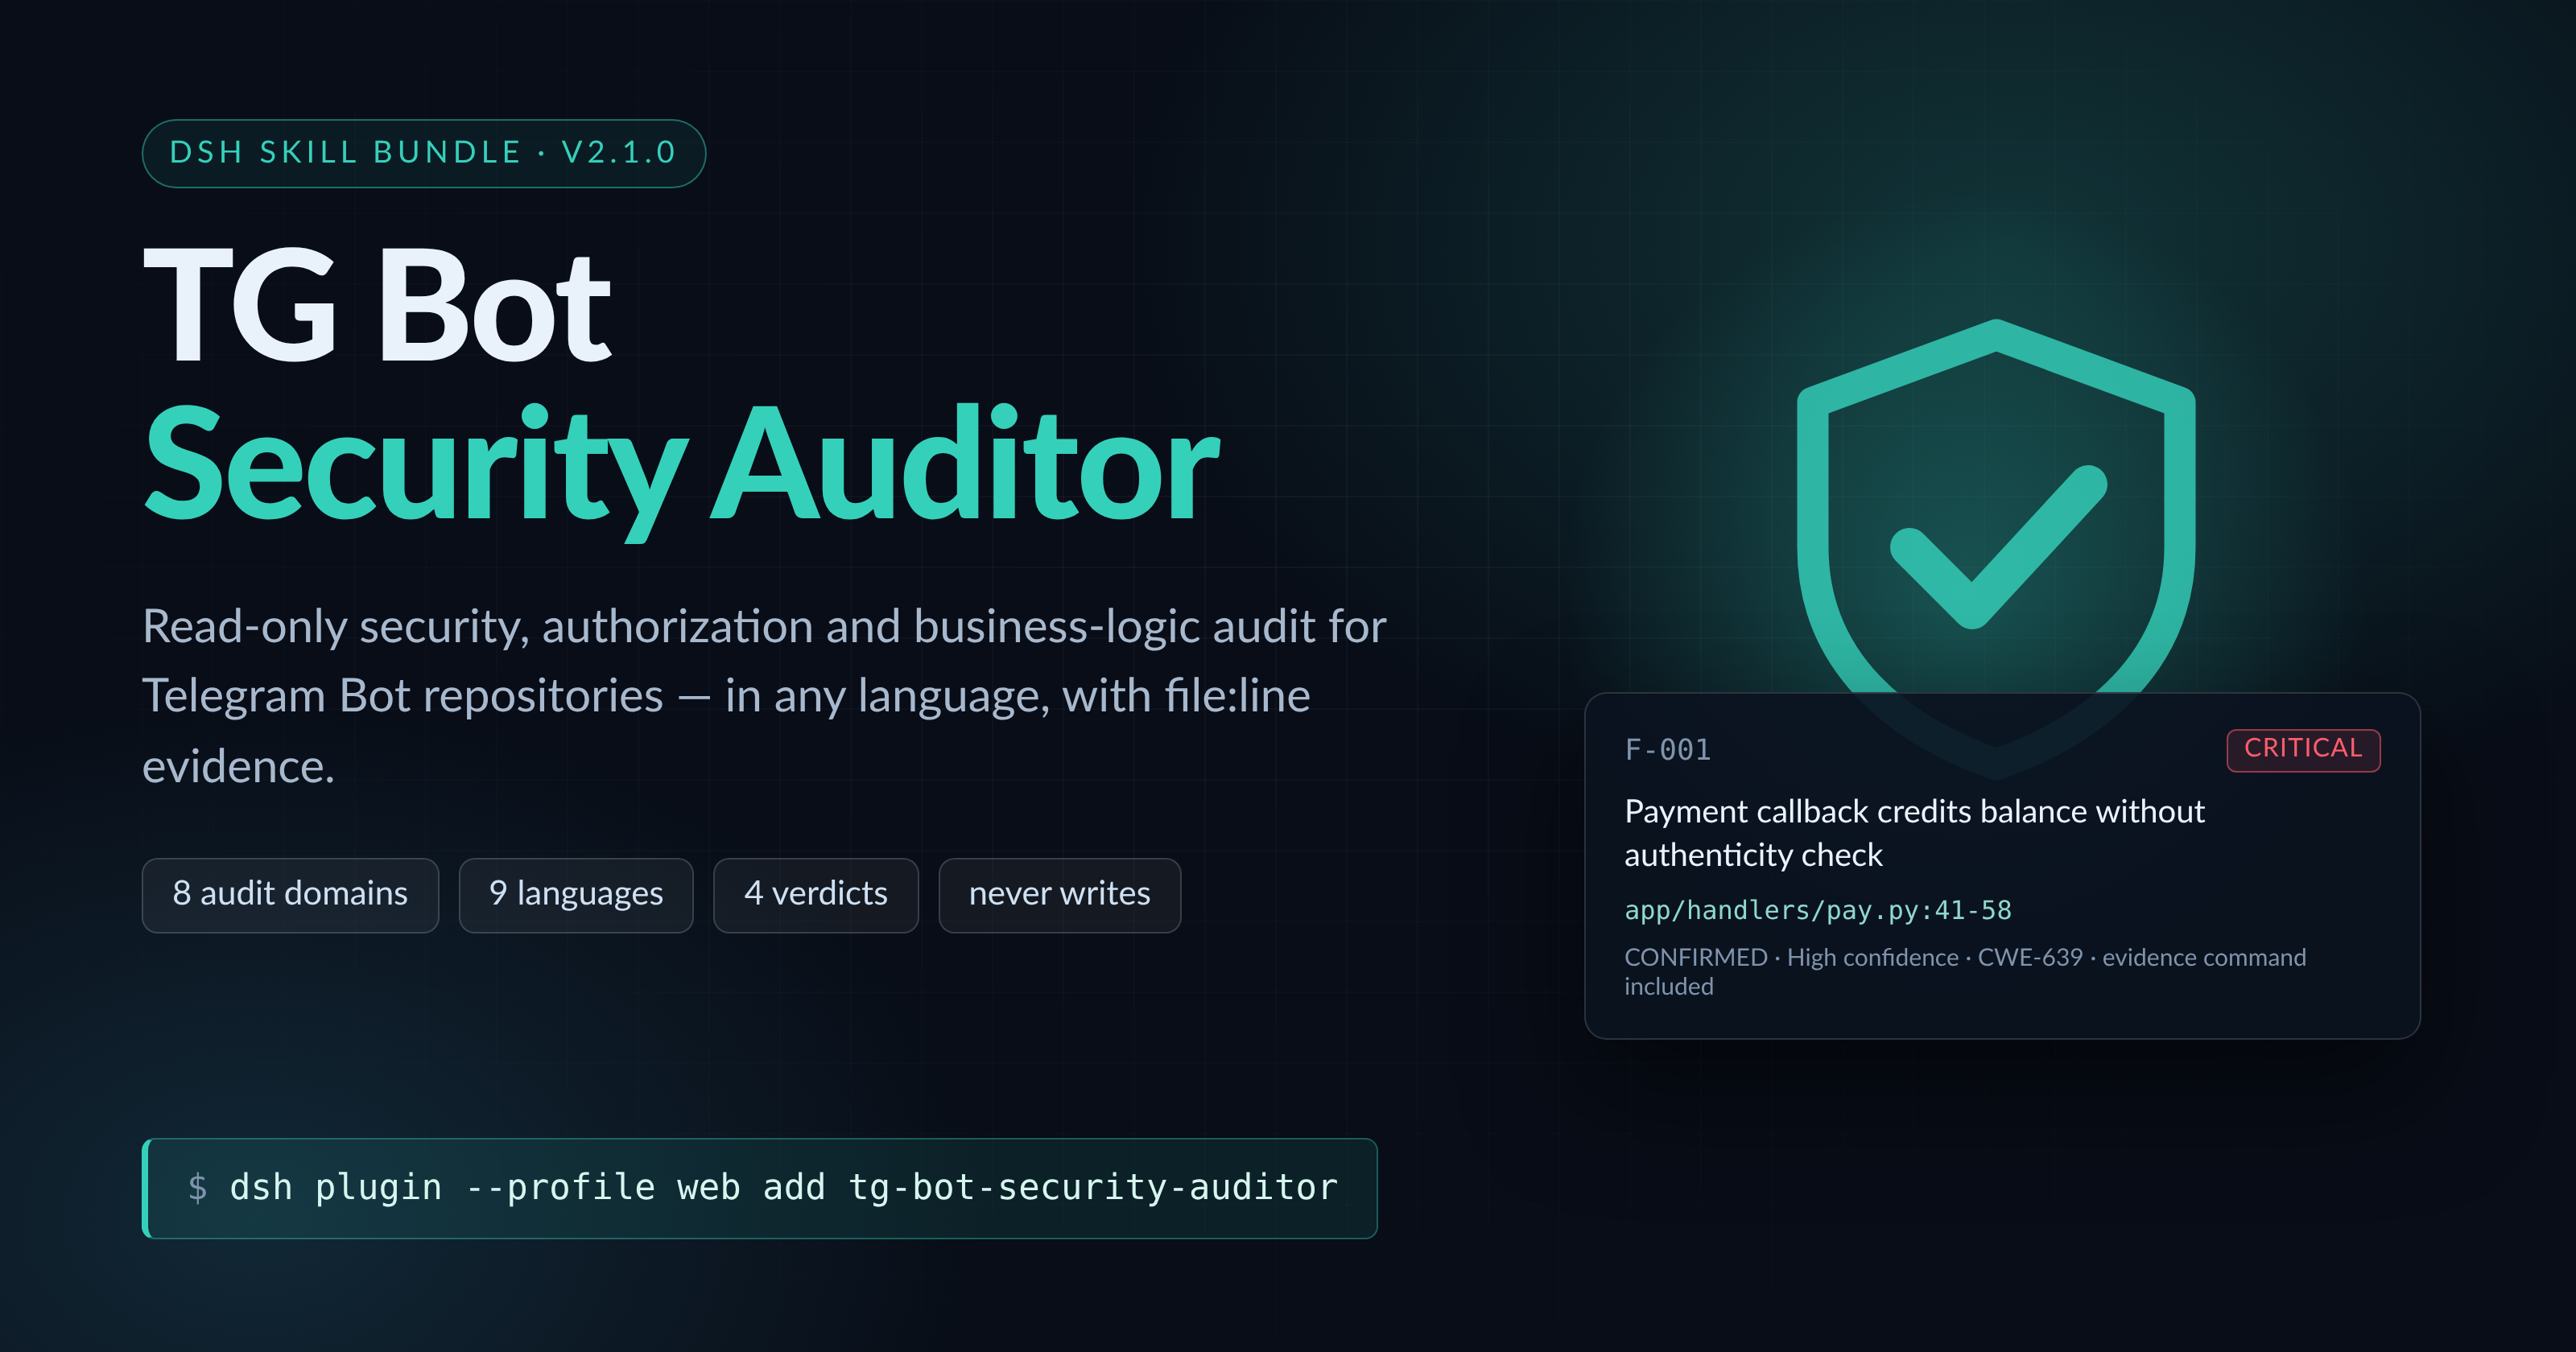 DSH SKILL BUNDLE · V2.1.0
TG Bot
Security Auditor
Read-only security, authorization and business-logic audit for
Telegram Bot repositories — in any language, with file:line
evidence.
8 audit domains
9 languages
4 verdicts
never writes
F-001
CRITICAL
Payment callback credits balance without
authenticity check
app/handlers/pay.py:41-58
CONFIRMED · High confidence · CWE-639 · evidence command
included
$ dsh plugin --profile web add tg-bot-security-auditor